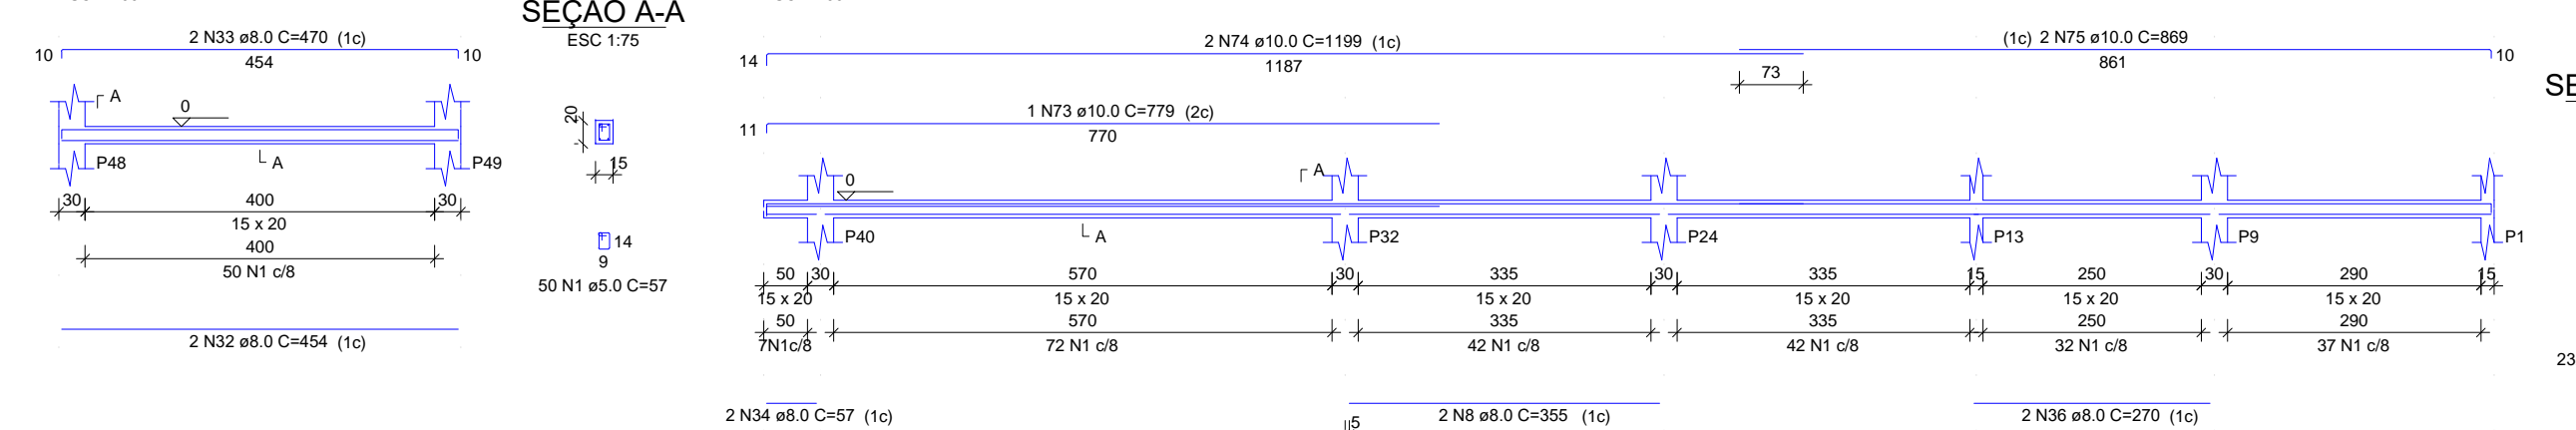 2 N33 ø8.0 C=470 (1c)
10
454
10
A
0
P48
A
P49
30
400
30
15 x 20
400
50 N1 c/8
2 N32 ø8.0 C=454 (1c)
SEÇÃO A-A
ESC 1:75
20
15
14
9
50 N1 ø5.0 C=57
2 N74 ø10.0 C=1199 (1c)
14
1187
(1c) 2 N75 ø10.0 C=869
861
10
73
1 N73 ø10.0 C=779 (2c)
11
770
A
0
P40
A
P32
P24
P13
P9
P1
50 30 570 30 335 30 335 15 250 30 290 15
15 x 20 15 x 20 15 x 20 15 x 20 15 x 20 15 x 20
50 570 335 335 250 290
7N1c/8 72 N1 c/8 42 N1 c/8 42 N1 c/8 32 N1 c/8 37 N1 c/8
2 N34 ø8.0 C=57 (1c)
5
2 N8 ø8.0 C=355 (1c)
2 N36 ø8.0 C=270 (1c)
SE
23